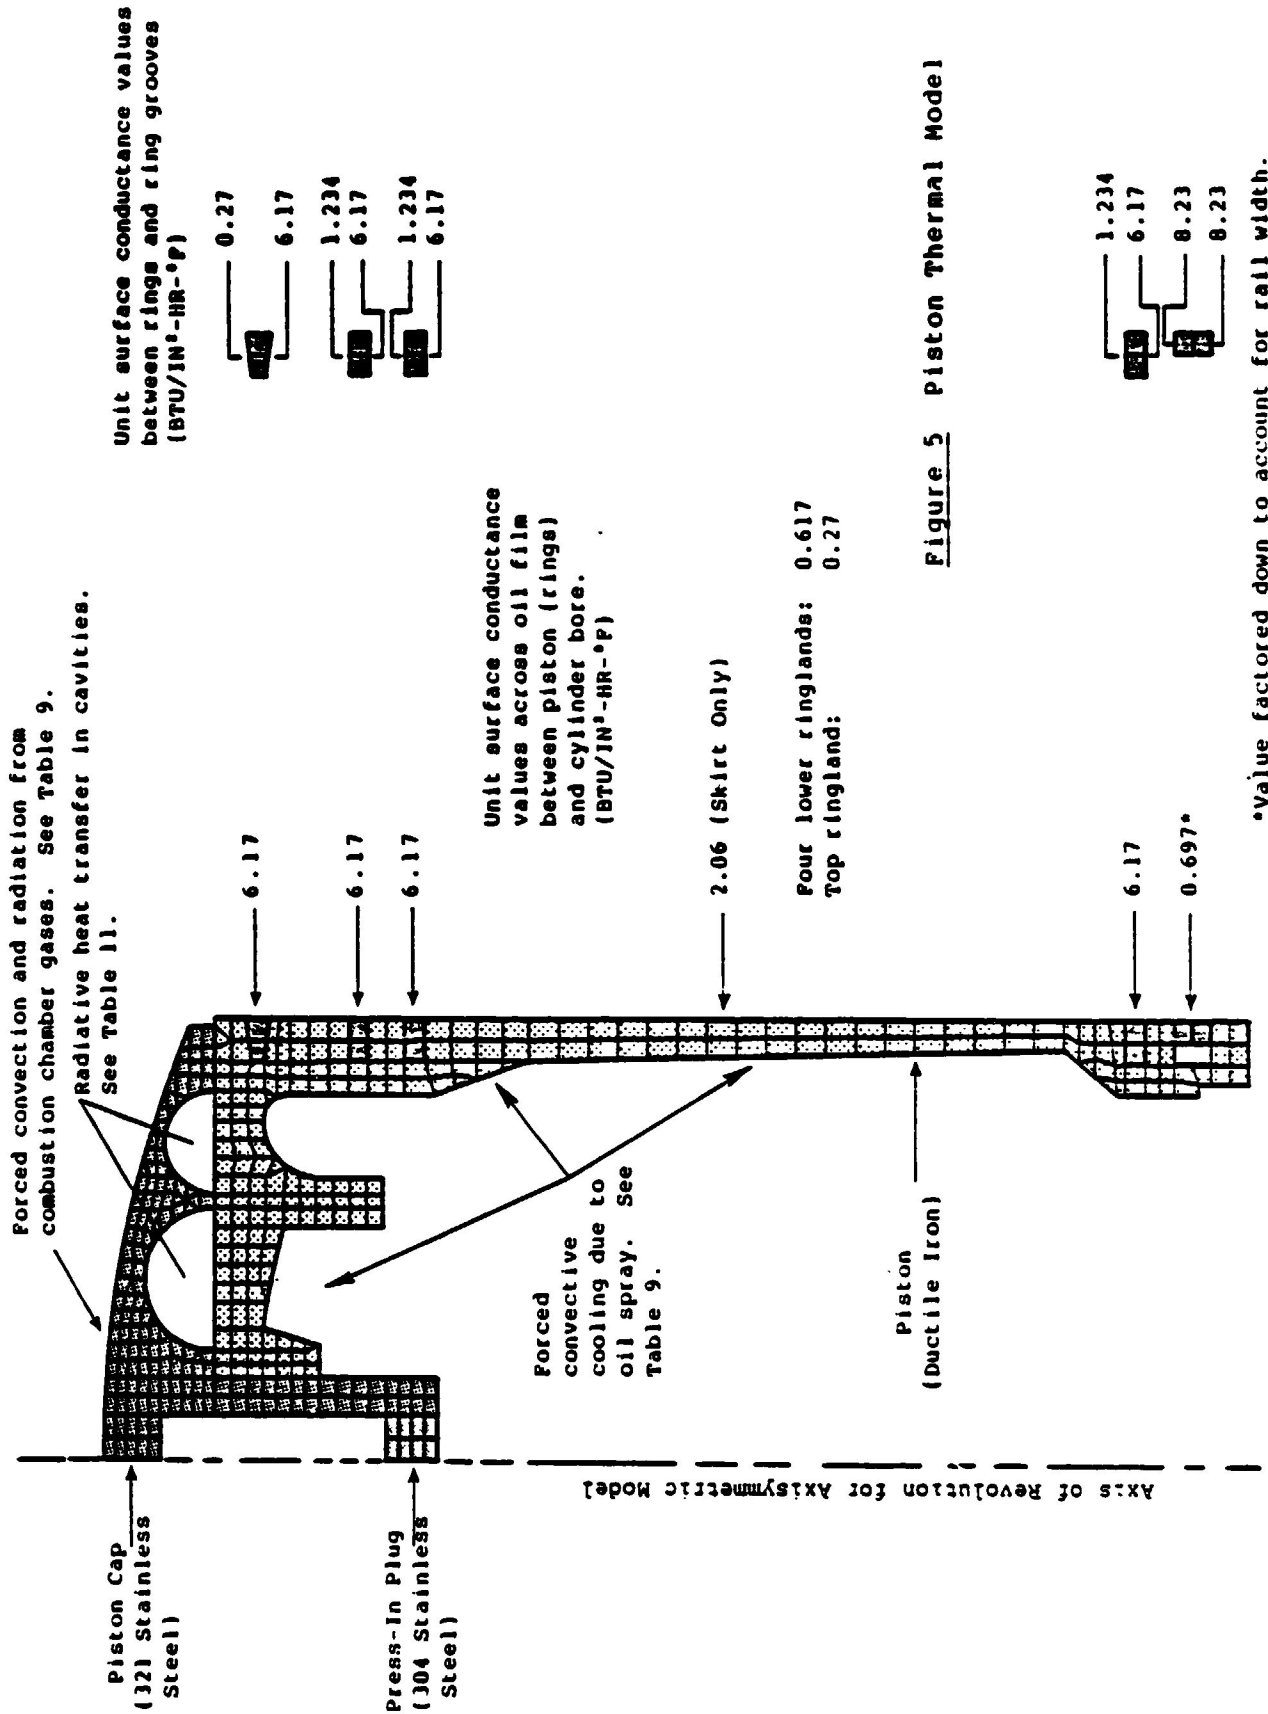 Forced convection and radiation from
combustion chamber gases. See Table 9.
Radiative heat transfer in cavities.
See Table 11.
Piston Cap
(321 Stainless
Steel)
Press-In Plug
(304 Stainless
Steel)
Axis of Revolution for Axisymmetric Model
6.17
6.17
6.17
Forced
convective
cooling due to
oil spray. See
Table 9.
Piston
(Ductile Iron)
Unit surface conductance
values across oil film
between piston (rings)
and cylinder bore.
(BTU/IN²-HR-°F)
2.06 (Skirt Only)
Four lower ringlands: 0.617
Top ringland: 0.27
6.17
0.697*
Unit surface conductance values
between rings and ring grooves
(BTU/IN²-HR-°F)
0.27
6.17
1.234
6.17
1.234
6.17
1.234
6.17
8.23
8.23
Figure 5 Piston Thermal Model
*Value factored down to account for rail width.